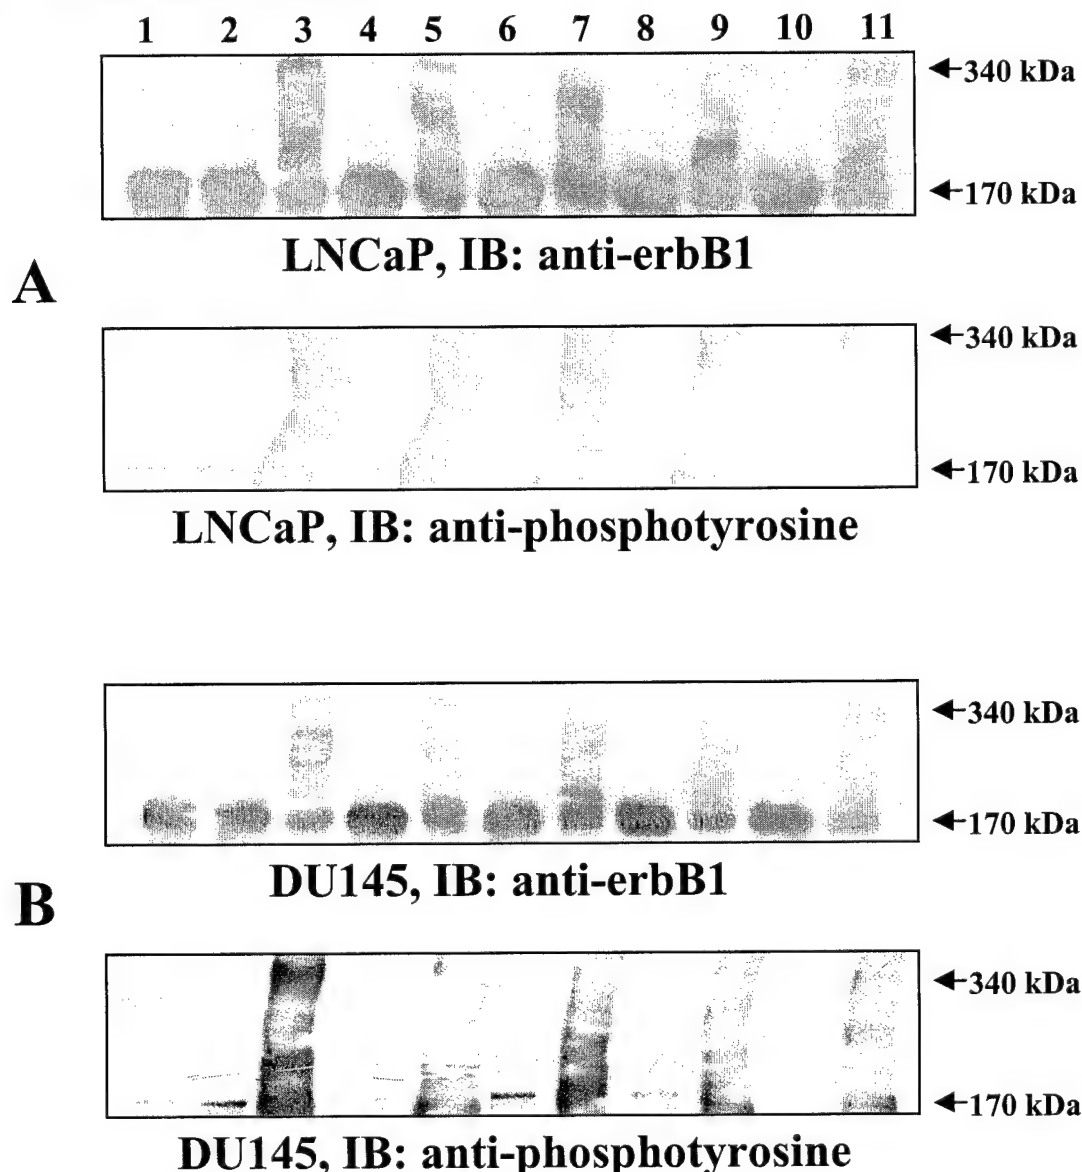 1 2 3 4 5 6 7 8 9 10 11
340 kDa
170 kDa
LNCaP, IB: anti-erbB1
A
340 kDa
170 kDa
LNCaP, IB: anti-phosphotyrosine
340 kDa
170 kDa
DU145, IB: anti-erbB1
B
340 kDa
170 kDa
DU145, IB: anti-phosphotyrosine